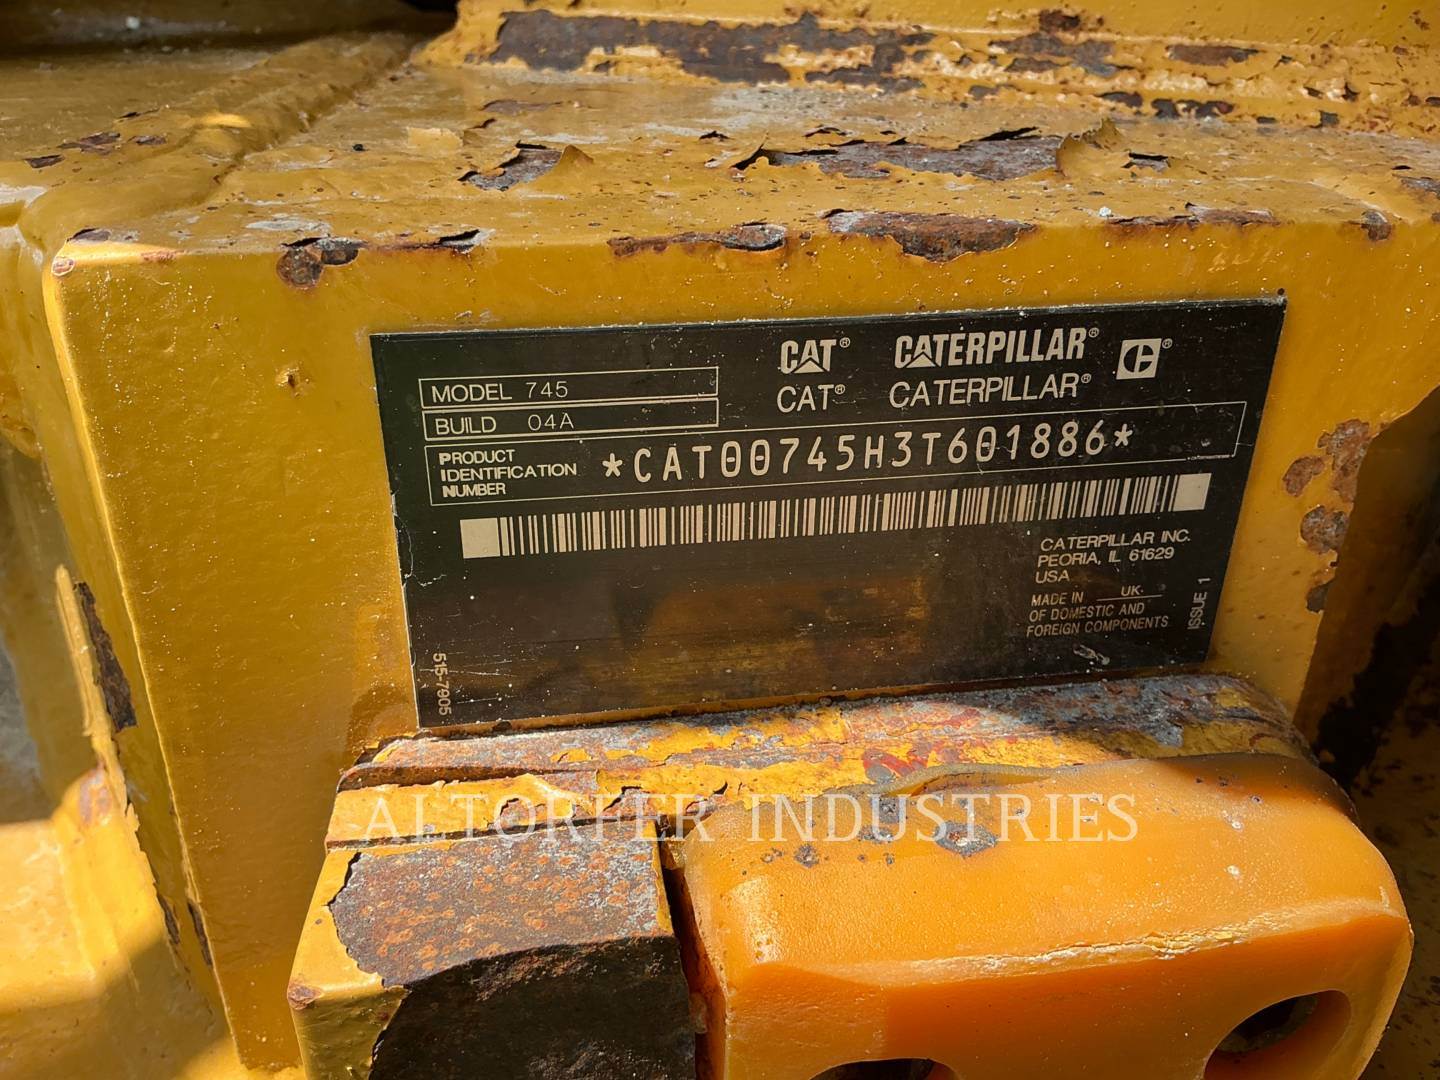 CAT® CATERPILLAR®
CAT® CATERPILLAR®
MODEL 745
BUILD 04A
PRODUCT
IDENTIFICATION
NUMBER
*CAT00745H3T601886*
CATERPILLAR INC.
PEORIA, IL 61629
USA
MADE IN UK
OF DOMESTIC AND
FOREIGN COMPONENTS
ISSUE 1
515-7905
ALTORFER INDUSTRIES